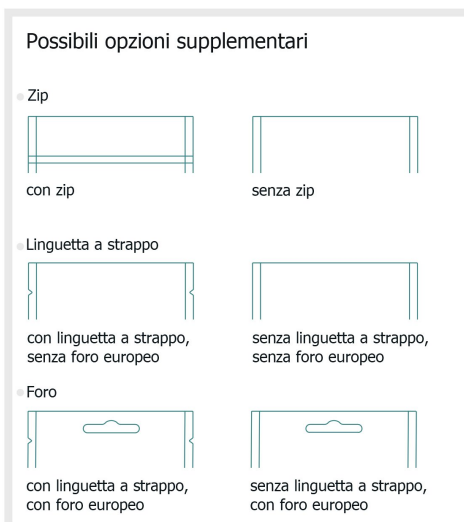 Possibili opzioni supplementari
Zip
con zip
senza zip
Linguetta a strappo
con linguetta a strappo,
senza foro europeo
senza linguetta a strappo,
senza foro europeo
Foro
con linguetta a strappo,
con foro europeo
senza linguetta a strappo,
con foro europeo